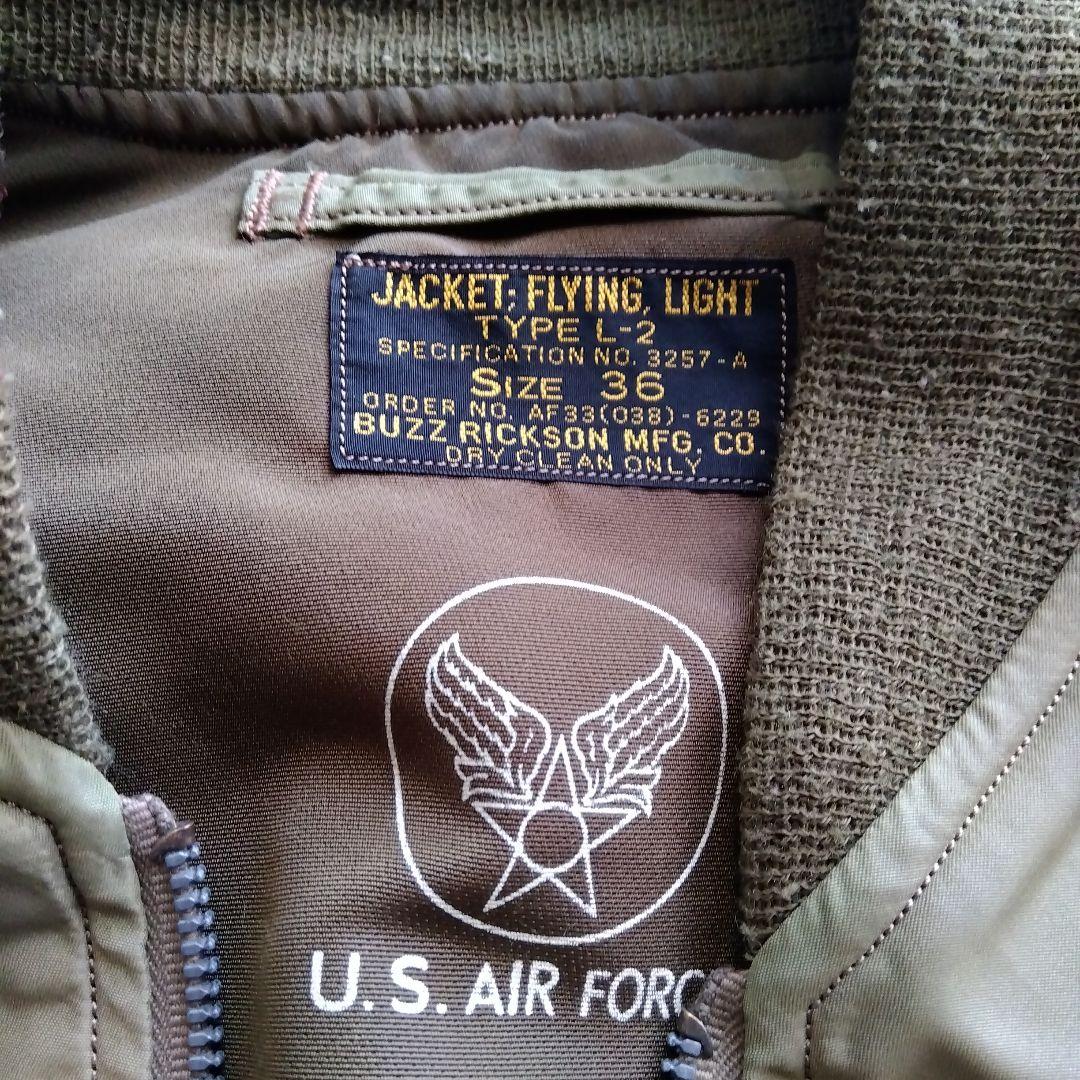 JACKET; FLYING, LIGHT
TYPE L-2
SPECIFICATION NO. 3257-A
SIZE 36
ORDER NO. AF33(038)-6229
BUZZ RICKSON MFG. CO.
DRY CLEAN ONLY
U.S. AIR FORC